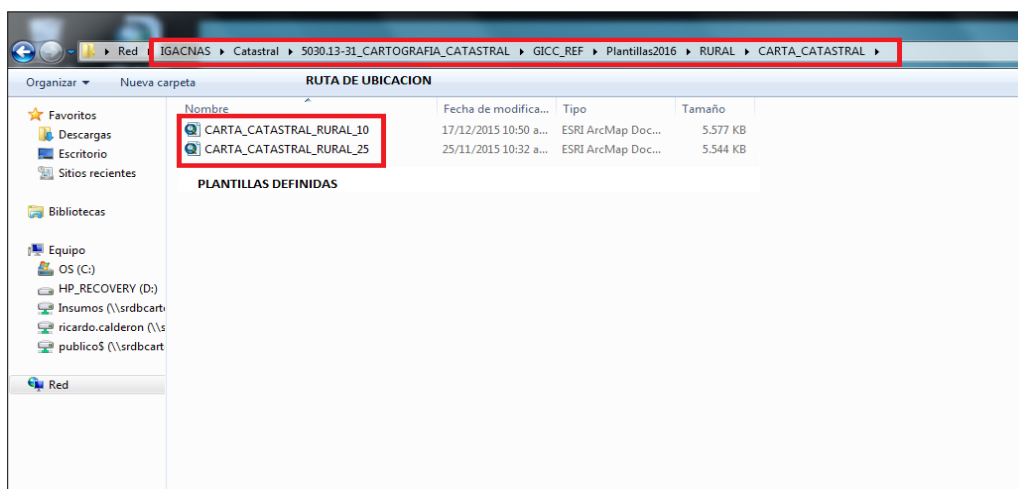 Red IGACNAS Catastral 5030.13-31_CARTOGRAFIA_CATASTRAL GICC_REF Plantillas2016 RURAL CARTA_CATASTRAL
Organizar Nueva carpeta RUTA DE UBICACION
Nombre Fecha de modifica... Tipo Tamaño
CARTA_CATASTRAL_RURAL_10 17/12/2015 10:50 a... ESRI ArcMap Doc... 5.577 KB
CARTA_CATASTRAL_RURAL_25 25/11/2015 10:32 a... ESRI ArcMap Doc... 5.544 KB
PLANTILLAS DEFINIDAS
Favoritos
Descargas
Escritorio
Sitios recientes
Bibliotecas
Equipo
OS (C:)
HP_RECOVERY (D:)
Insumos (\\srdbcart
ricardo.calderon (\\s
publico$ (\\srdbcart
Red